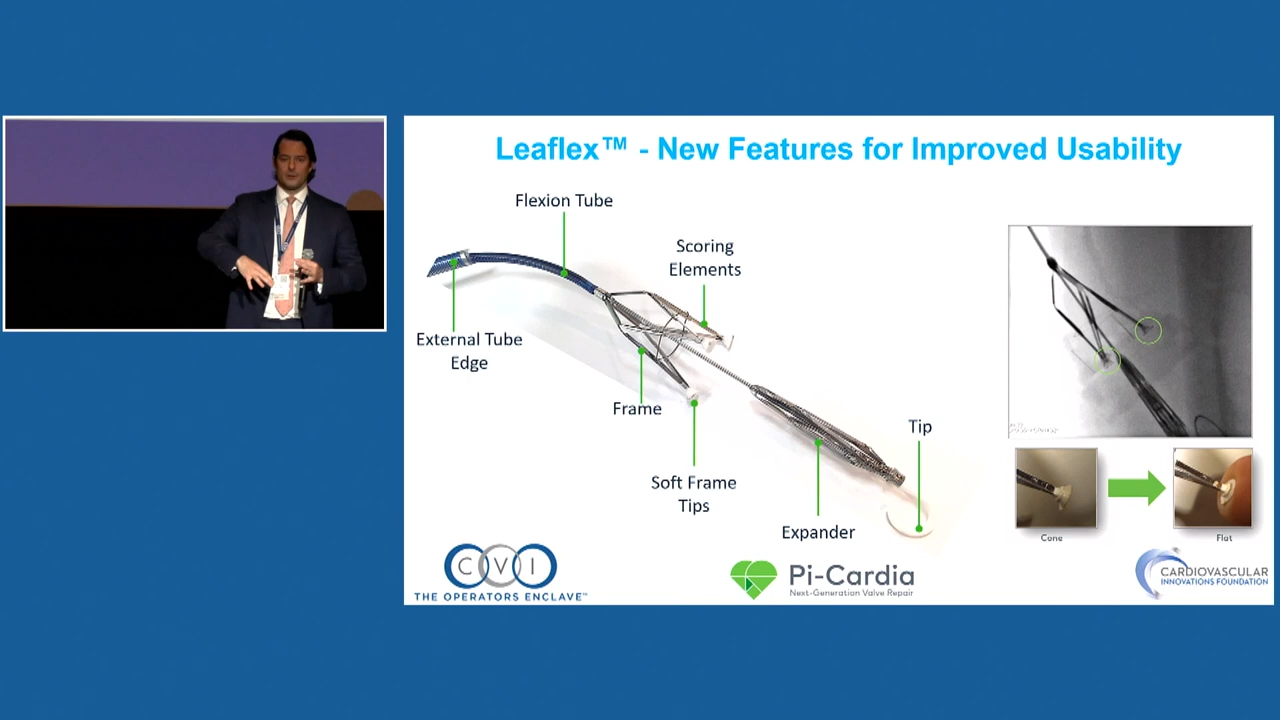 Leaflex™ - New Features for Improved Usability
Flexion Tube
Scoring
Elements
External Tube
Edge
Frame
Tip
Soft Frame
Tips
Expander
Cone
Flat
CVI
THE OPERATORS ENCLAVE™
Pi-Cardia
Next-Generation Valve Repair
CARDIOVASCULAR
INNOVATIONS FOUNDATION